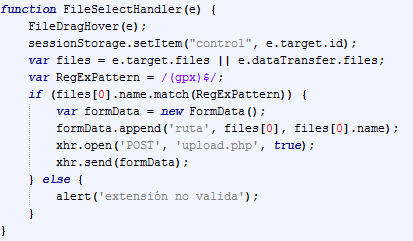 function FileSelectHandler(e) {
    FileDragHover(e);
    sessionStorage.setItem("control", e.target.id);
    var files = e.target.files || e.dataTransfer.files;
    var RegExPattern = /(gpx)$/;
    if (files[0].name.match(RegExPattern)) {
        var formData = new FormData();
        formData.append('ruta', files[0], files[0].name);
        xhr.open('POST', 'upload.php', true);
        xhr.send(formData);
    } else {
        alert('extensión no valida');
    }
}